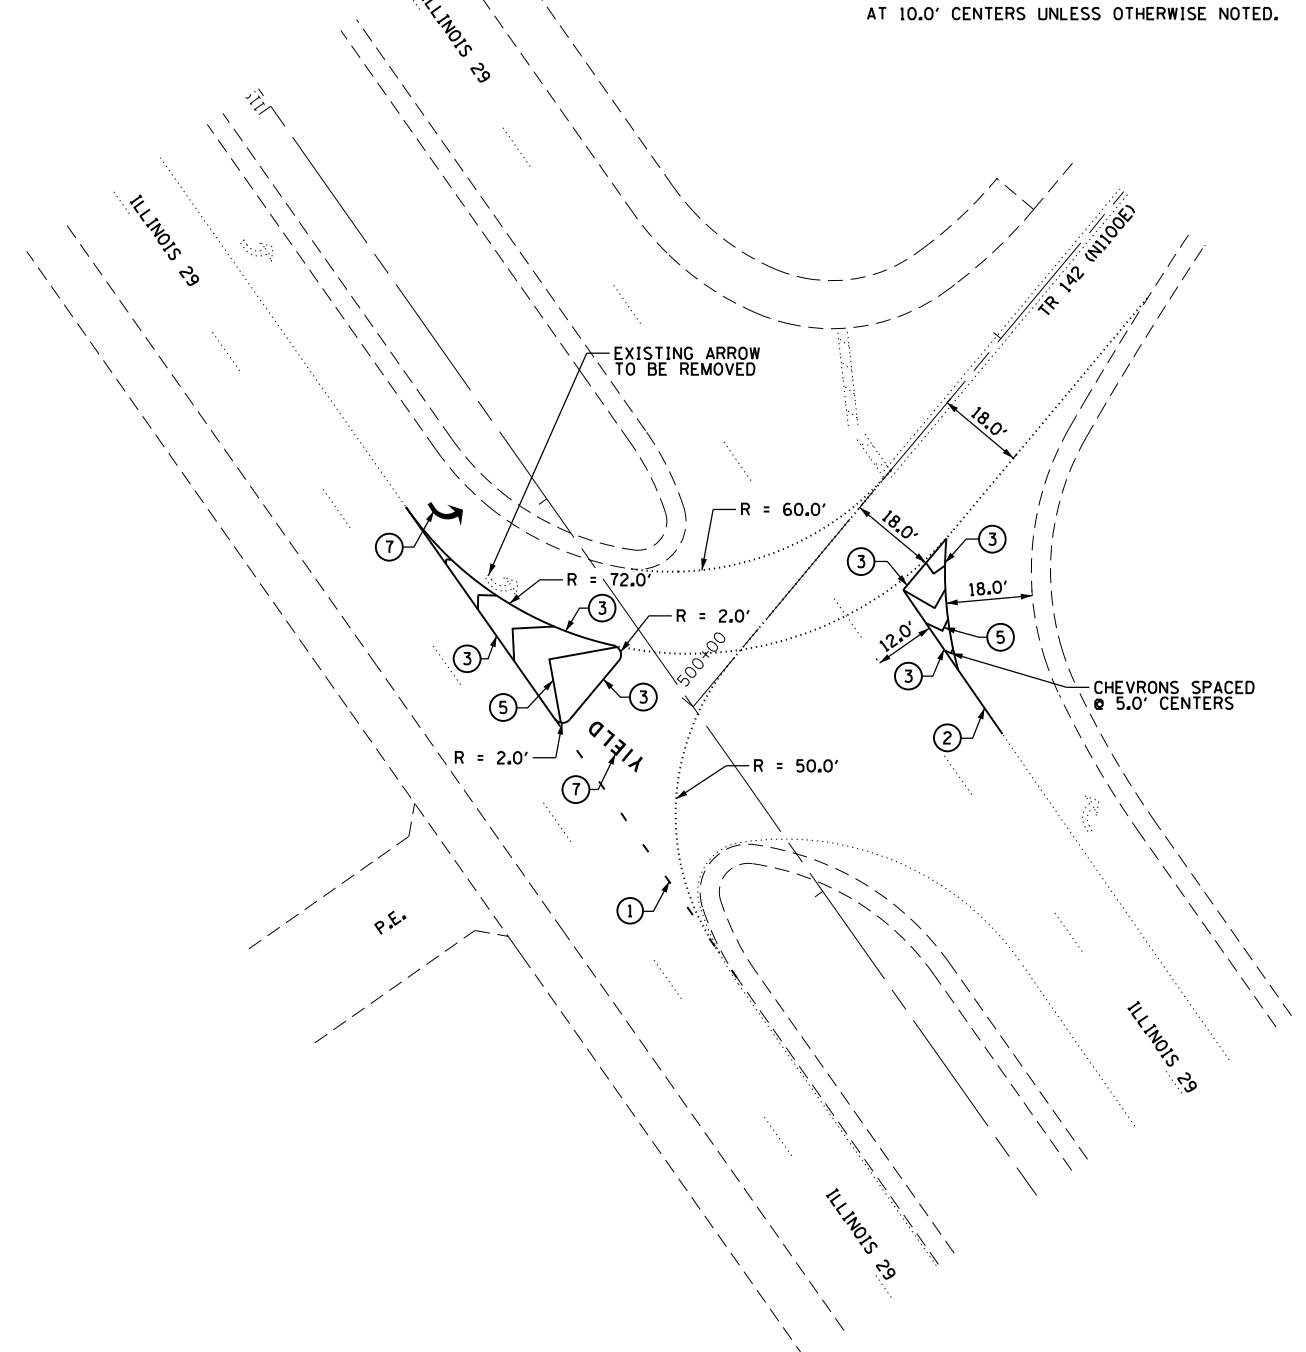 AT 10.0' CENTERS UNLESS OTHERWISE NOTED.
ILLINOIS 29
ILLINOIS 29
TR 142 (N1100E)
EXISTING ARROW
TO BE REMOVED
18.0'
R = 60.0'
18.0'
7
3
3
R = 72.0'
3
R = 2.0'
18.0'
12.0'
5
3
500+00
3
5
3
CHEVRONS SPACED
@ 5.0' CENTERS
2
YIELD
R = 2.0'
7
R = 50.0'
1
P.E.
ILLINOIS 29
ILLINOIS 29